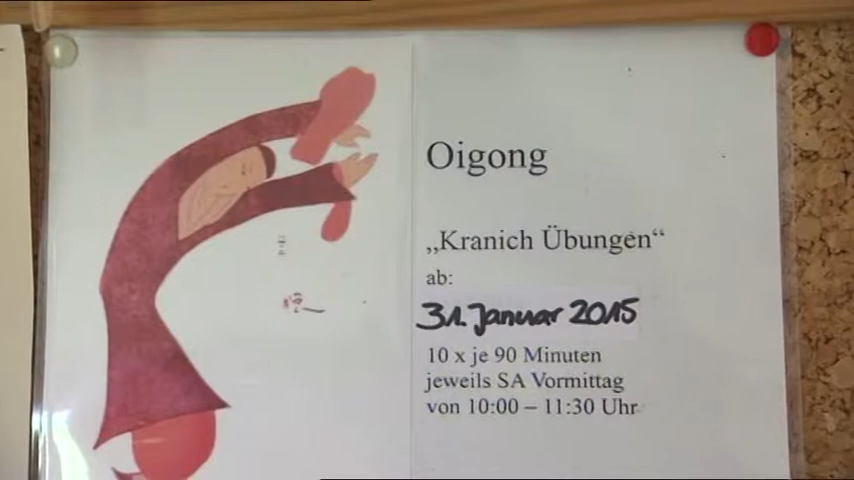 Oigong
„Kranich Übungen“
ab:
31. Januar 2015
10 x je 90 Minuten
jeweils SA Vormittag
von 10:00 – 11:30 Uhr